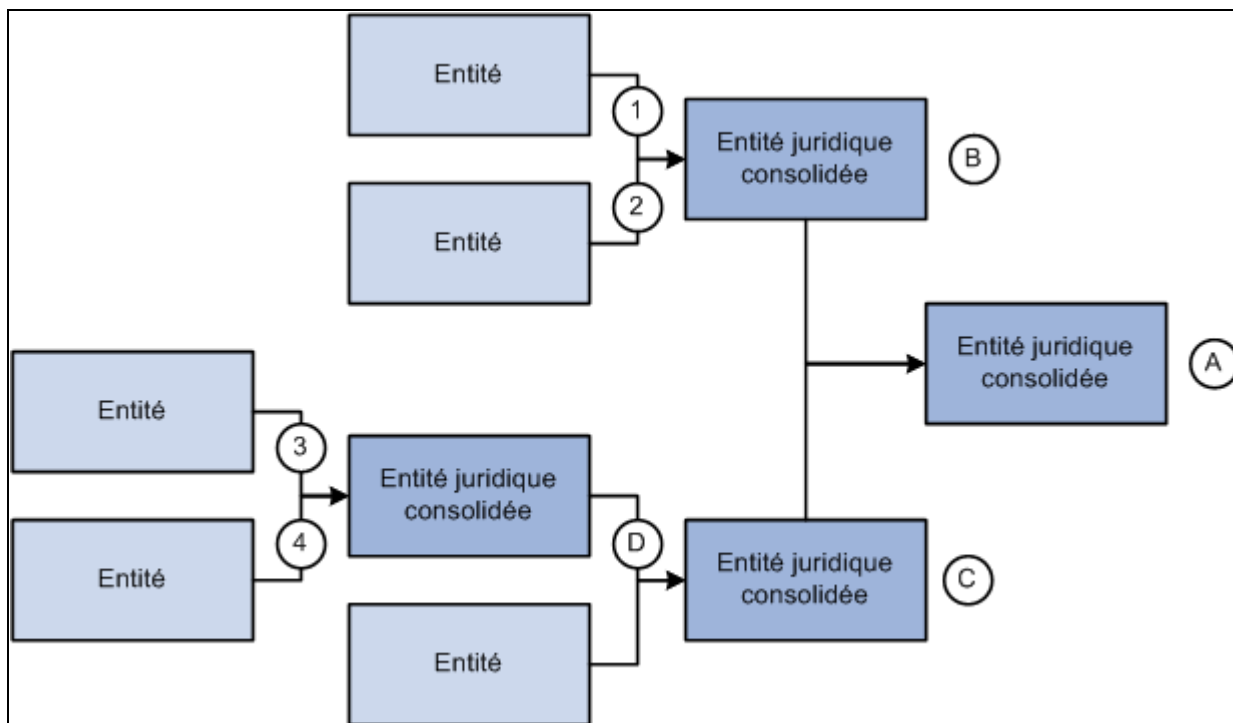 Entité
1
Entité juridique
consolidée
B
2
Entité
Entité juridique
consolidée
A
Entité
3
Entité juridique
consolidée
4
Entité
D
Entité juridique
consolidée
C
Entité